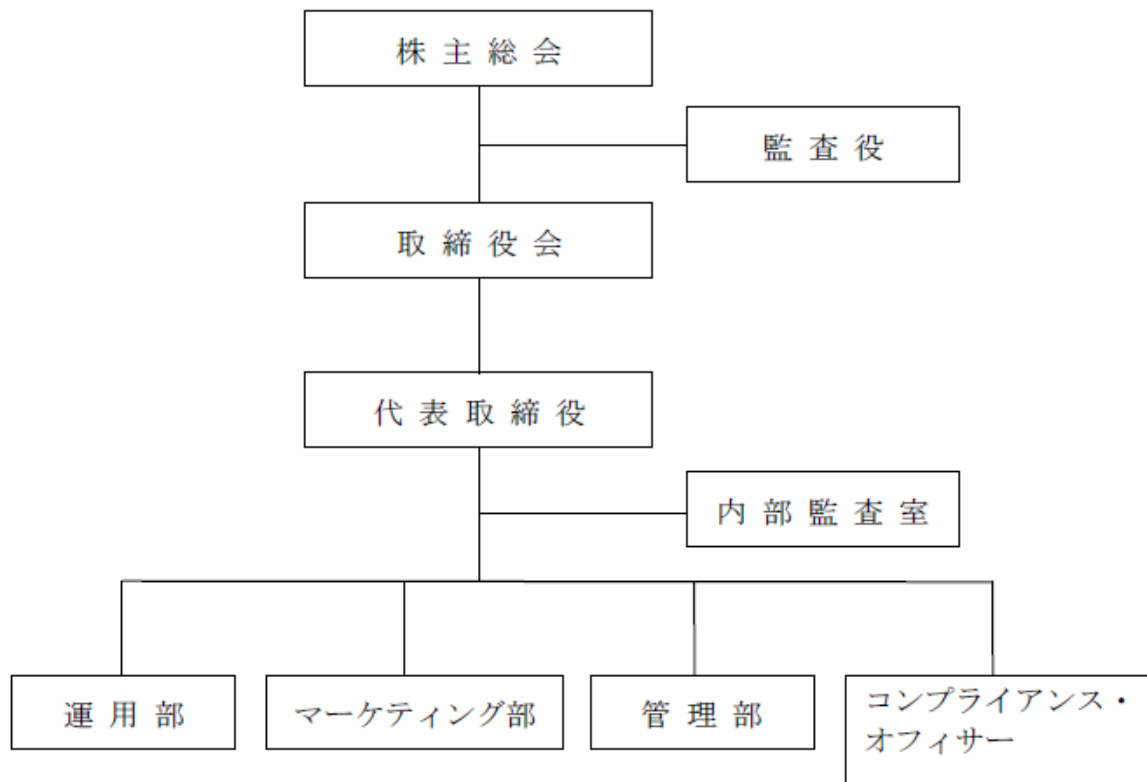 株主総会
監査役
取締役会
代表取締役
内部監査室
運用部
マーケティング部
管理部
コンプライアンス・
オフィサー